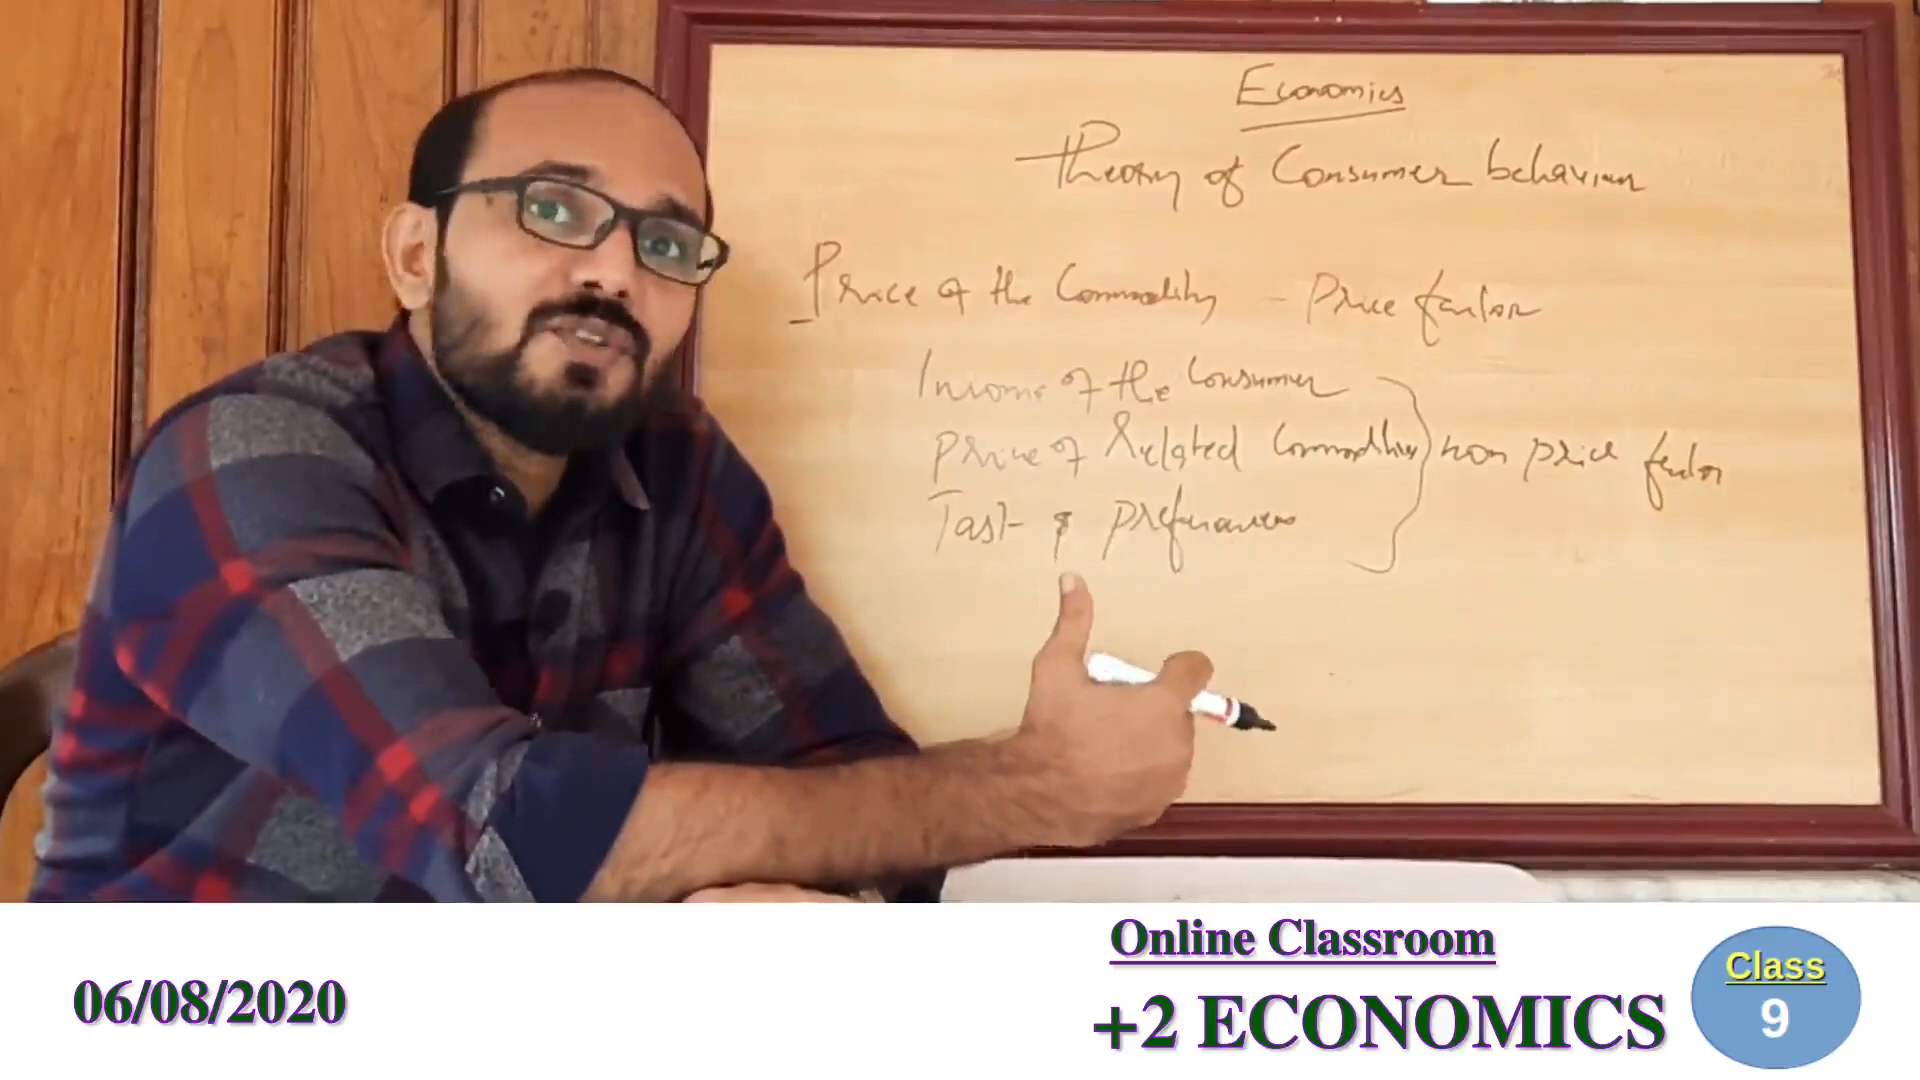 Economics
Theory of Consumer behaviour
Price of the Commodity - Price factor
Income of the Consumer
Price of Related Commodities non price factor
Tast & preferences
06/08/2020
Online Classroom
+2 ECONOMICS
Class
9